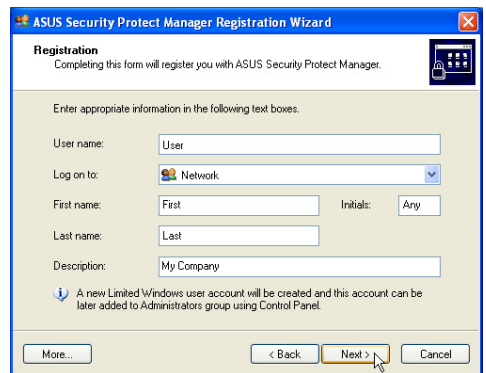 ASUS Security Protect Manager Registration Wizard
Registration
Completing this form will register you with ASUS Security Protect Manager.
Enter appropriate information in the following text boxes.
User name: User
Log on to: Network
First name: First Initials: Any
Last name: Last
Description: My Company
A new Limited Windows user account will be created and this account can be
later added to Administrators group using Control Panel.
More... < Back Next > Cancel